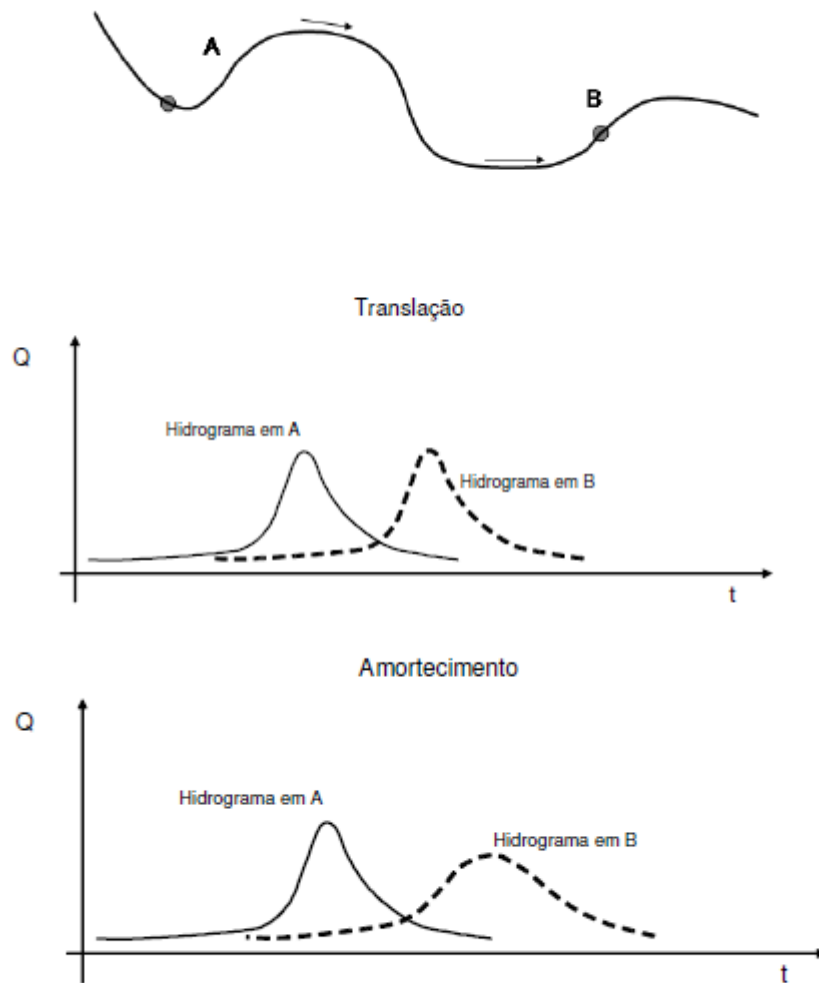 A
B
Translação
Q
Hidrograma em A
Hidrograma em B
t
Amortecimento
Q
Hidrograma em A
Hidrograma em B
t